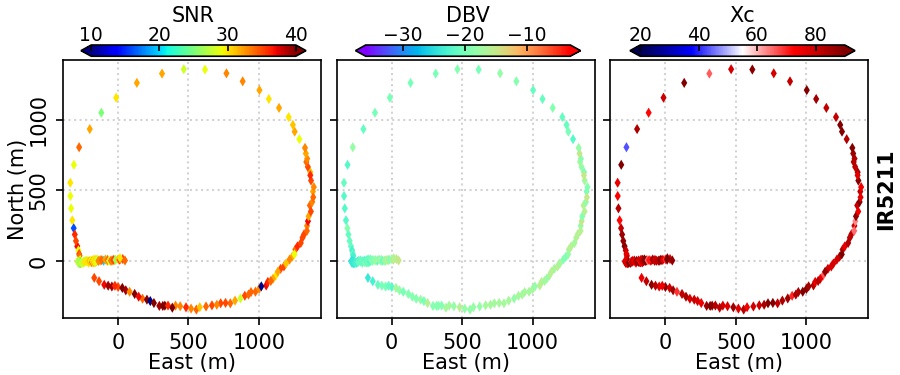 SNR DBV Xc
10 20 30 40 −30 −20 −10 20 40 60 80
1000
500
0
North (m)
IR5211
0 500 1000 0 500 1000 0 500 1000
East (m) East (m) East (m)